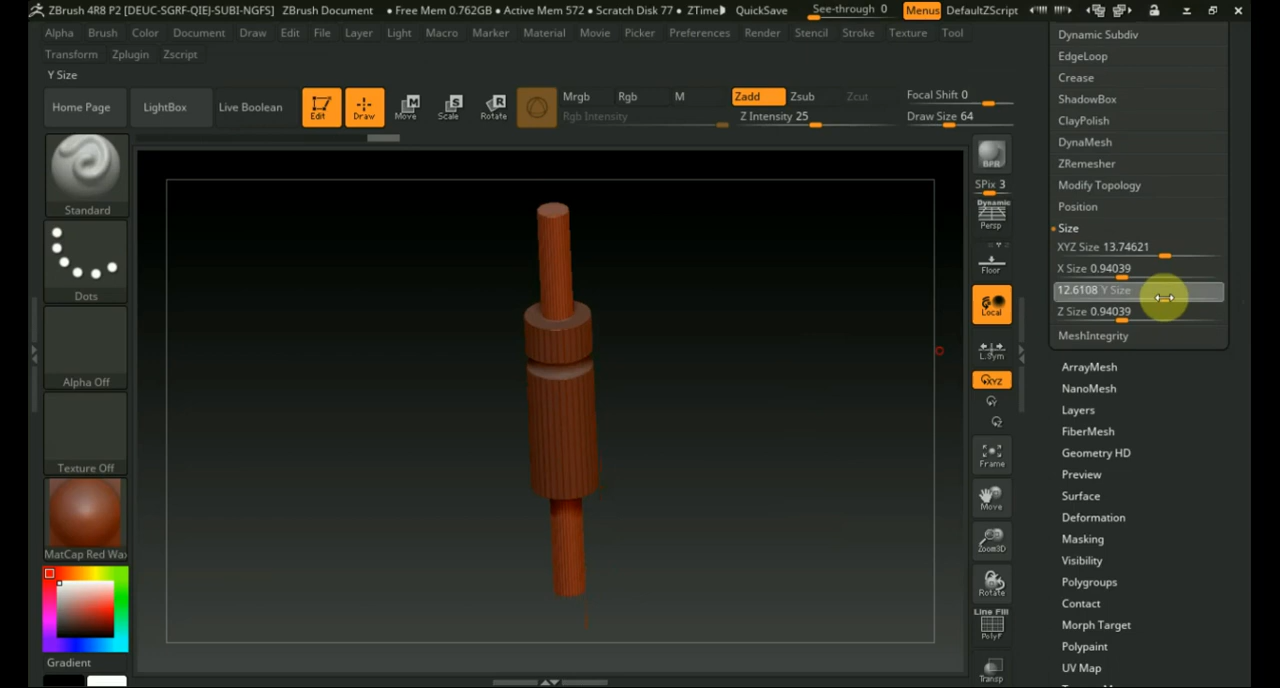 ZBrush 4R8 P2 [DEUC-SGRF-QIEJ-SUBI-NGFS] ZBrush Document • Free Mem 0.762GB • Active Mem 572 • Scratch Disk 77 • ZTime QuickSave See-through 0 Menus DefaultZScript
Alpha Brush Color Document Draw Edit File Layer Light Macro Marker Material Movie Picker Preferences Render Stencil Stroke Texture Tool
Transform Zplugin Zscript
Y Size
Home Page LightBox Live Boolean Edit Draw Move Scale Rotate
Mrgb Rgb M Zadd Zsub Zcut Focal Shift 0
Rgb Intensity Z Intensity 25 Draw Size 64
Standard
Dots
Alpha Off
Texture Off
MatCap Red Wax
Gradient
BPR
SPix 3
Dynamic
Persp
Floor
Local
L.Sym
XYZ
Frame
Move
Zoom3D
Rotate
Line Fill
PolyF
Transp
Dynamic Subdiv
EdgeLoop
Crease
ShadowBox
ClayPolish
DynaMesh
ZRemesher
Modify Topology
Position
Size
XYZ Size 13.74621
X Size 0.94039
12.6108 Y Size
Z Size 0.94039
MeshIntegrity
ArrayMesh
NanoMesh
Layers
FiberMesh
Geometry HD
Preview
Surface
Deformation
Masking
Visibility
Polygroups
Contact
Morph Target
Polypaint
UV Map